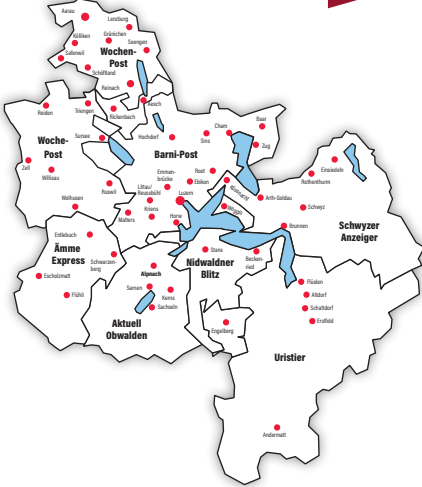 Aarau
Lenzburg
Kölliken
Gränichen
Safenwil
Seengen
Wochen-
Post
Schöftland
Reinach
Reiden
Triengen
Rickenbach
Aesch
Woche-
Post
Sursee
Hochdorf
Sins
Cham
Baar
Zug
Barni-Post
Zell
Willisau
Emmen-
brücke
Root
Ebikon
Küssnacht
Rothenthurm
Einsiedeln
Ruswil
Littau/
Reussbühl
Luzern
Weggis
Arth-Goldau
Schwyz
Wolhusen
Malters
Kriens
Horw
Brunnen
Schwyzer
Anzeiger
Entlebuch
Ämme
Express
Schwarzen-
berg
Stans
Nidwaldner
Blitz
Becken-
ried
Alpnach
Escholzmatt
Flühli
Sarnen
Kerns
Sachseln
Flüelen
Altdorf
Schattdorf
Erstfeld
Aktuell
Obwalden
Engelberg
Uristier
Andermatt